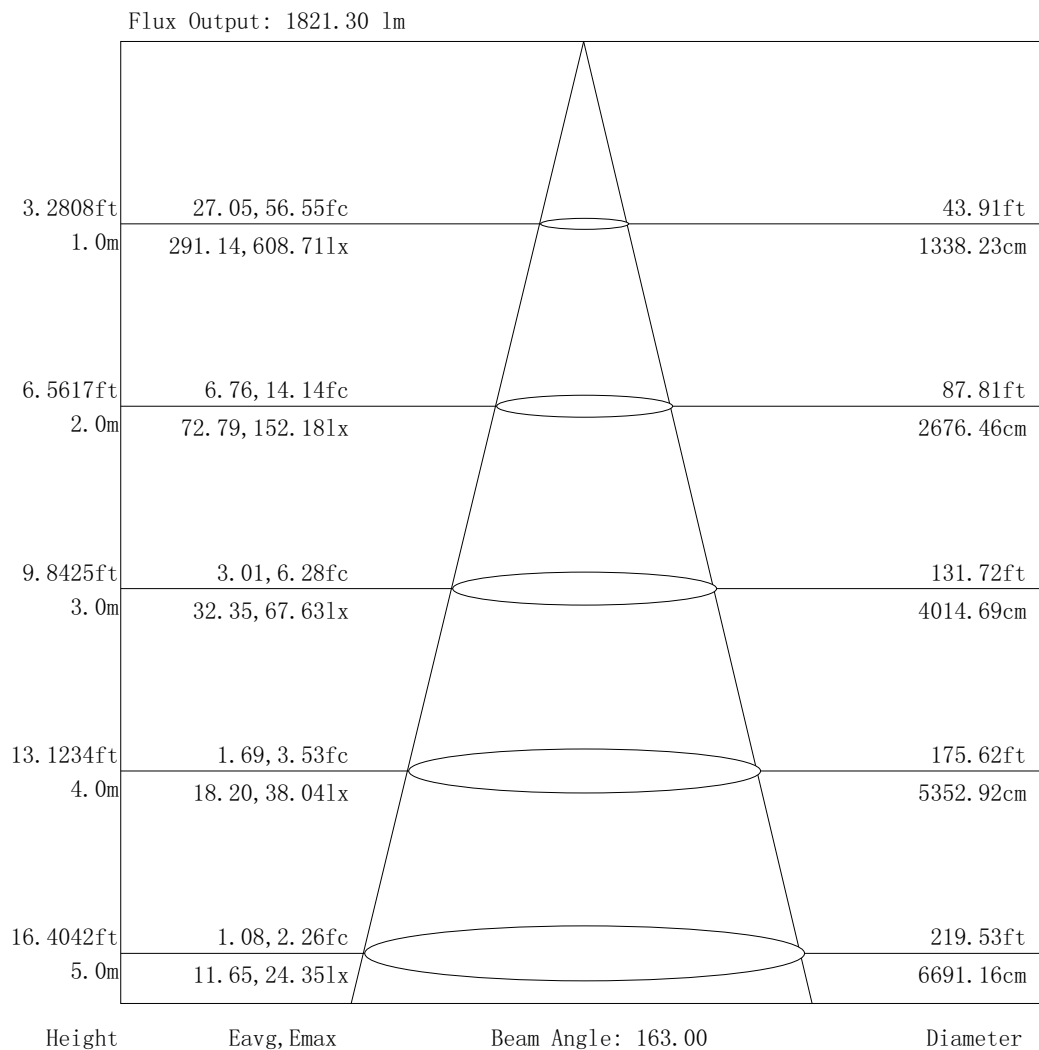 Flux Output: 1821.30 lm
3.2808ft 27.05,56.55fc 43.91ft
1.0m 291.14,608.71lx 1338.23cm
6.5617ft 6.76,14.14fc 87.81ft
2.0m 72.79,152.18lx 2676.46cm
9.8425ft 3.01,6.28fc 131.72ft
3.0m 32.35,67.63lx 4014.69cm
13.1234ft 1.69,3.53fc 175.62ft
4.0m 18.20,38.04lx 5352.92cm
16.4042ft 1.08,2.26fc 219.53ft
5.0m 11.65,24.35lx 6691.16cm
Height Eavg,Emax Beam Angle: 163.00 Diameter